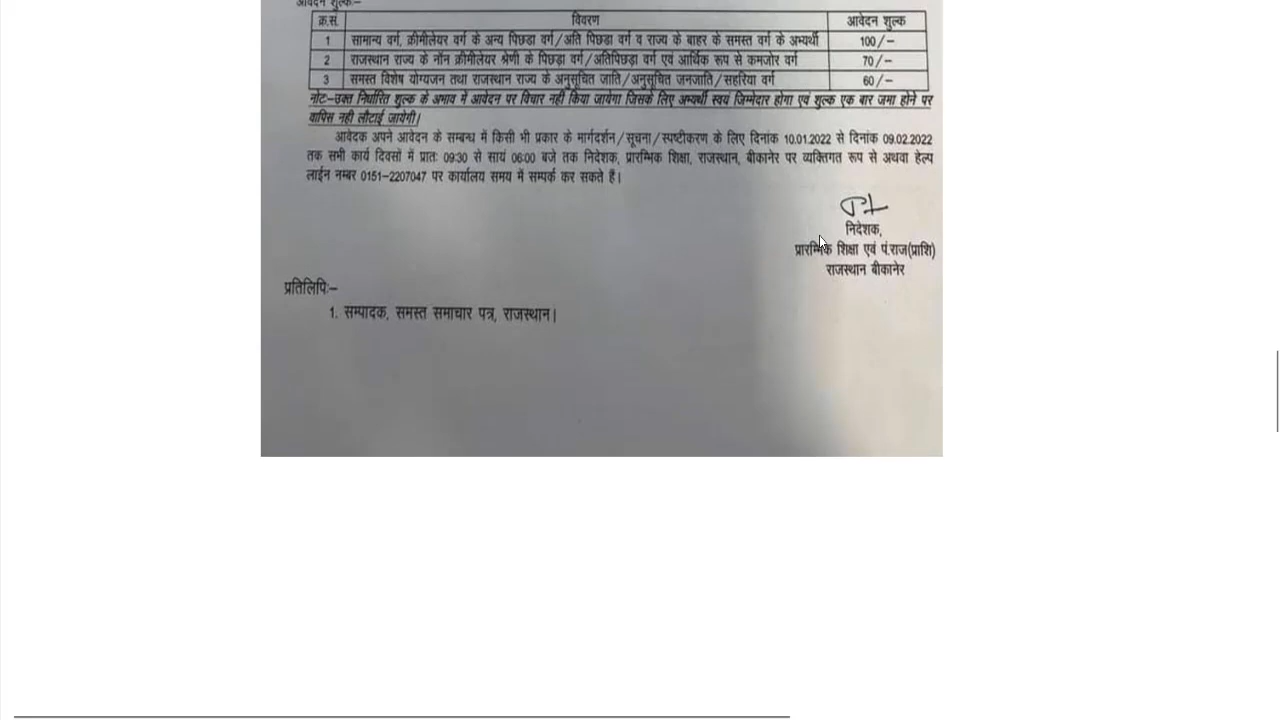 आवेदन शुल्कः–
क्र.सं. विवरण आवेदन शुल्क
1 सामान्य वर्ग, क्रीमीलेयर वर्ग के अन्य पिछडा वर्ग/अति पिछडा वर्ग व राज्य के बाहर के समस्त वर्ग के अभ्यर्थी 100/–
2 राजस्थान राज्य के नॉन क्रीमीलेयर श्रेणी के पिछडा वर्ग/अतिपिछडा वर्ग एवं आर्थिक रूप से कमजोर वर्ग 70/–
3 समस्त विशेष योग्यजन तथा राजस्थान राज्य के अनुसूचित जाति/अनुसूचित जनजाति/सहरिया वर्ग 60/–
नोटः–उक्त निर्धारित शुल्क के अभाव में आवेदन पर विचार नहीं किया जायेगा जिसके लिए अभ्यर्थी स्वयं जिम्मेदार होगा एवं शुल्क एक बार जमा होने पर
वापिस नही लौटाई जायेगी।
आवेदक अपने आवेदन के सम्बन्ध में किसी भी प्रकार के मार्गदर्शन/सूचना/स्पष्टीकरण के लिए दिनांक 10.01.2022 से दिनांक 09.02.2022
तक सभी कार्य दिवसों में प्रातः 09:30 से सायं 06:00 बजे तक निदेशक, प्रारम्भिक शिक्षा, राजस्थान, बीकानेर पर व्यक्तिगत रूप से अथवा हेल्प
लाईन नम्बर 0151–2207047 पर कार्यालय समय में सम्पर्क कर सकते हैं।
निदेशक,
प्रारम्भिक शिक्षा एवं पं.राज(प्राशि)
राजस्थान बीकानेर
प्रतिलिपिः–
1. सम्पादक, समस्त समाचार पत्र, राजस्थान।